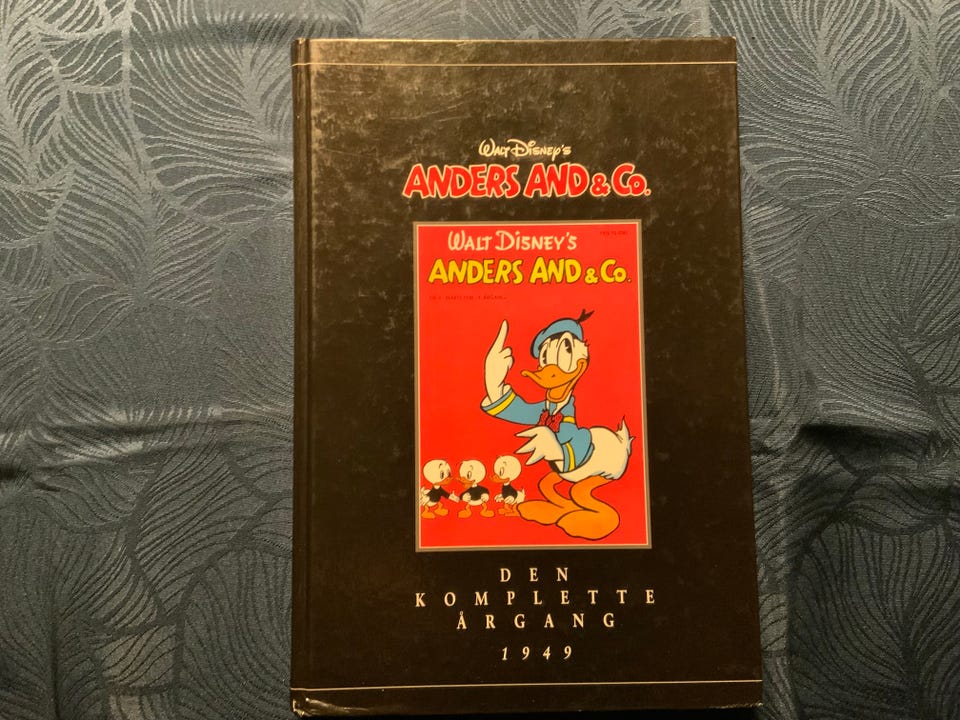 WALT DISNEY'S
ANDERS AND & CO.
WALT DISNEY'S
ANDERS AND & CO.
DEN
KOMPLETTE
ÅRGANG
1949